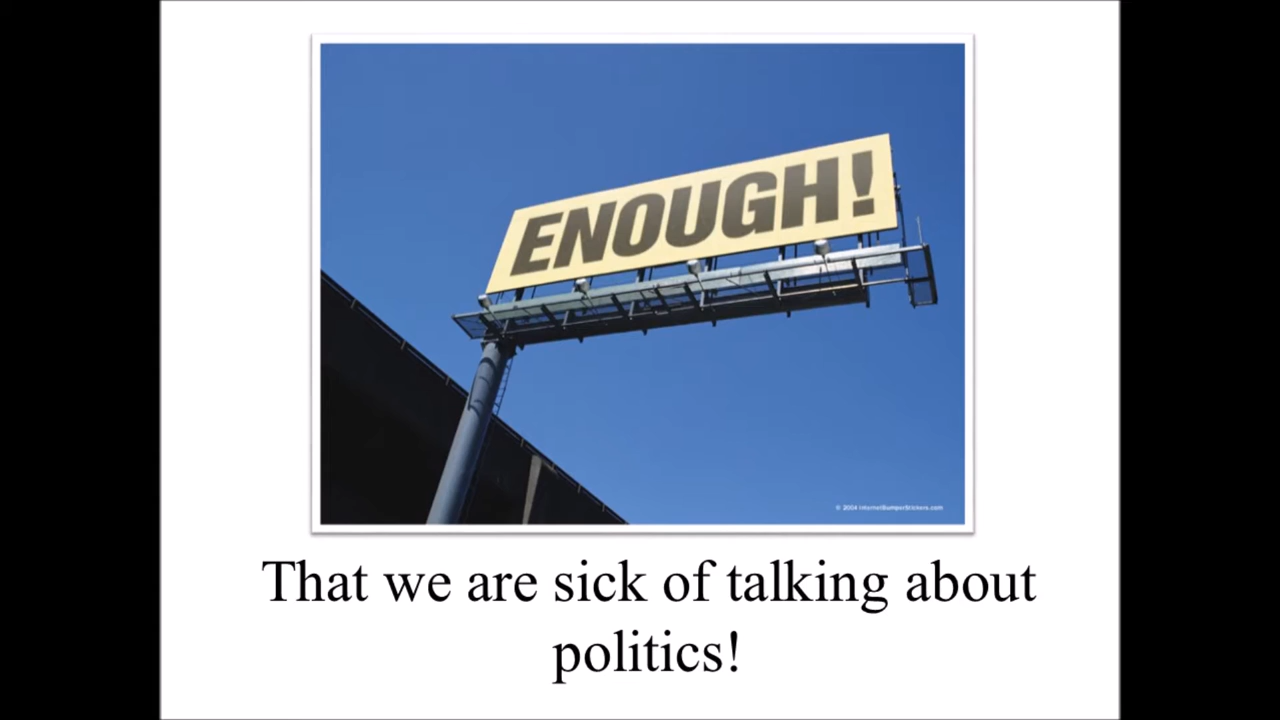 ENOUGH!
© 2004 InternetBumperStickers.com
That we are sick of talking about
politics!